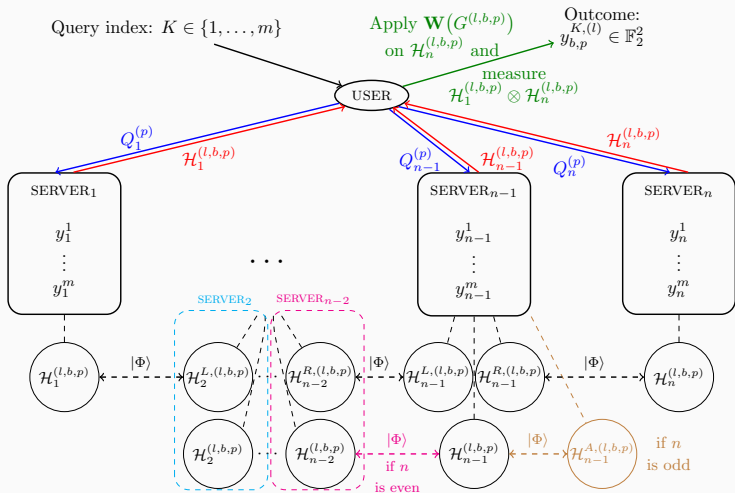 Query index: K ∈ {1, . . . , m}
Apply W(G^{(l,b,p)})
on H_n^{(l,b,p)} and
measure
H_1^{(l,b,p)} ⊗ H_n^{(l,b,p)}
Outcome:
y_{b,p}^{K,(l)} ∈ 𝔽_2^2
USER
Q_1^{(p)}
H_1^{(l,b,p)}
Q_{n−1}^{(p)}
H_{n−1}^{(l,b,p)}
H_n^{(l,b,p)}
Q_n^{(p)}
SERVER_1
y_1^1
⋮
y_1^m
· · ·
SERVER_{n−1}
y_{n−1}^1
⋮
y_{n−1}^m
SERVER_n
y_n^1
⋮
y_n^m
SERVER_2
SERVER_{n−2}
H_1^{(l,b,p)}
|Φ⟩
H_2^{L,(l,b,p)}
· · ·
H_{n−2}^{R,(l,b,p)}
|Φ⟩
H_{n−1}^{L,(l,b,p)}
H_{n−1}^{R,(l,b,p)}
|Φ⟩
H_n^{(l,b,p)}
H_2^{(l,b,p)}
· · ·
H_{n−2}^{(l,b,p)}
|Φ⟩
if n
is even
H_{n−1}^{(l,b,p)}
|Φ⟩
H_{n−1}^{A,(l,b,p)}
if n
is odd